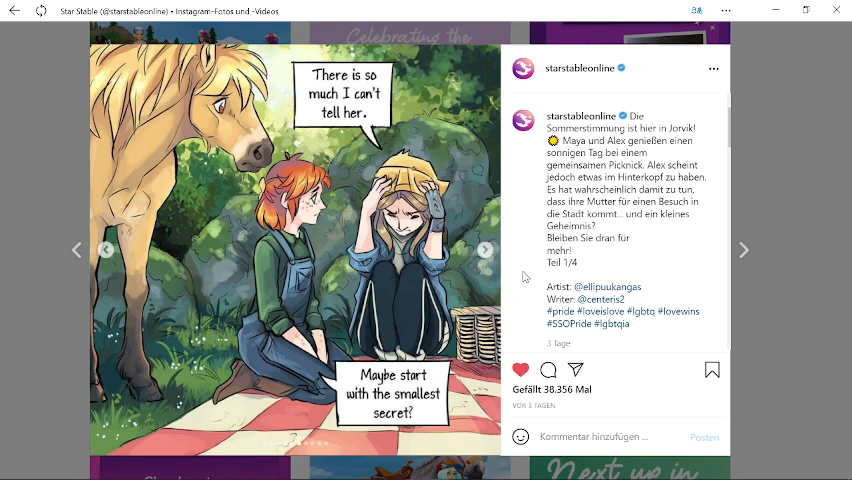 Star Stable (@starstableonline) • Instagram-Fotos und -Videos
Celebrating the
There is so
much I can't
tell her.
Maybe start
with the smallest
secret?
starstableonline
starstableonline Die
Sommerstimmung ist hier in Jorvik!
Maya und Alex genießen einen
sonnigen Tag bei einem
gemeinsamen Picknick. Alex scheint
jedoch etwas im Hinterkopf zu haben.
Es hat wahrscheinlich damit zu tun,
dass ihre Mutter für einen Besuch in
die Stadt kommt... und ein kleines
Geheimnis?
Bleiben Sie dran für
mehr!
Teil 1/4
Artist: @ellipuukangas
Writer: @centeris2
#pride #loveislove #lgbtq #lovewins
#SSOPride #lgbtqia
3 Tage
Gefällt 38.356 Mal
VOR 3 TAGEN
Kommentar hinzufügen ...
Posten
Next up in